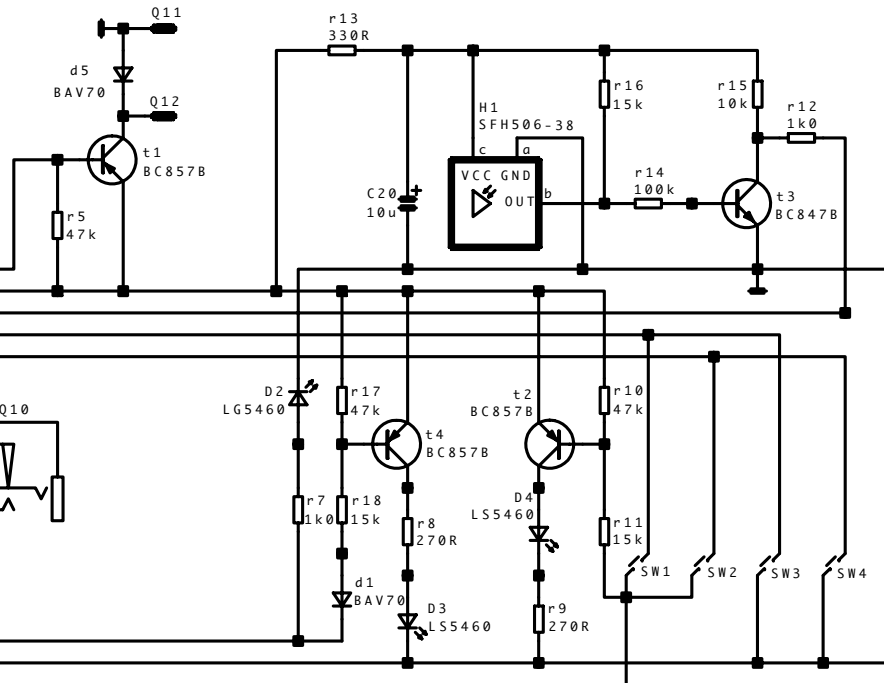 Q11
r13
330R
d5
BAV70
Q12
r16
15k
r15
10k
r12
1k0
H1
SFH506-38
c
a
VCC GND
OUT
b
t1
BC857B
r14
100k
C20
+
10u
t3
BC847B
r5
47k
D2
LG5460
r17
47k
t2
BC857B
r10
47k
Q10
t4
BC857B
r7
1k0
r18
15k
r8
270R
D4
LS5460
r11
15k
SW1
SW2
SW3
SW4
d1
BAV70
D3
LS5460
r9
270R